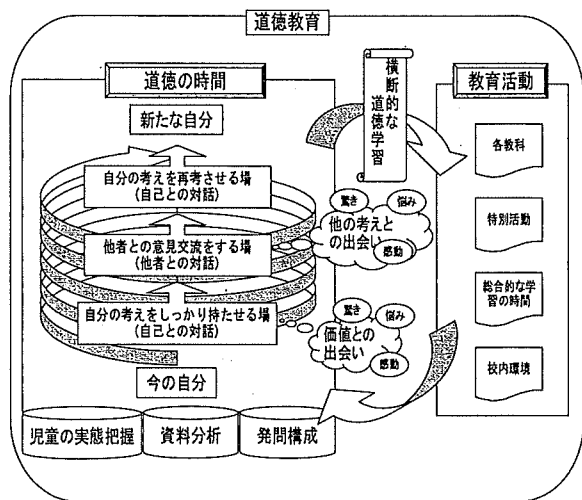 道徳教育
道徳の時間
新たな自分
自分の考えを再考させる場
(自己との対話)
他者との意見交流をする場
(他者との対話)
自分の考えをしっかり持たせる場
(自己との対話)
今の自分
児童の実態把握
資料分析
発問構成
横断的な
道徳学習
驚き
悩み
他の考えと
の出会い
感動
驚き
悩み
価値との
出会い
感動
教育活動
各教科
特別活動
総合的な学
習の時間
校内環境